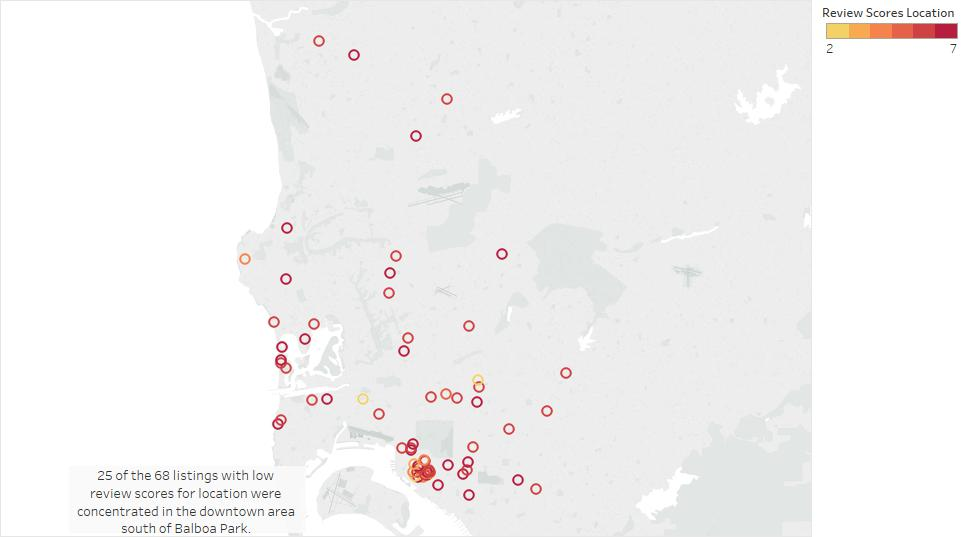 Review Scores Location
2 7
25 of the 68 listings with low
review scores for location were
concentrated in the downtown area
south of Balboa Park.